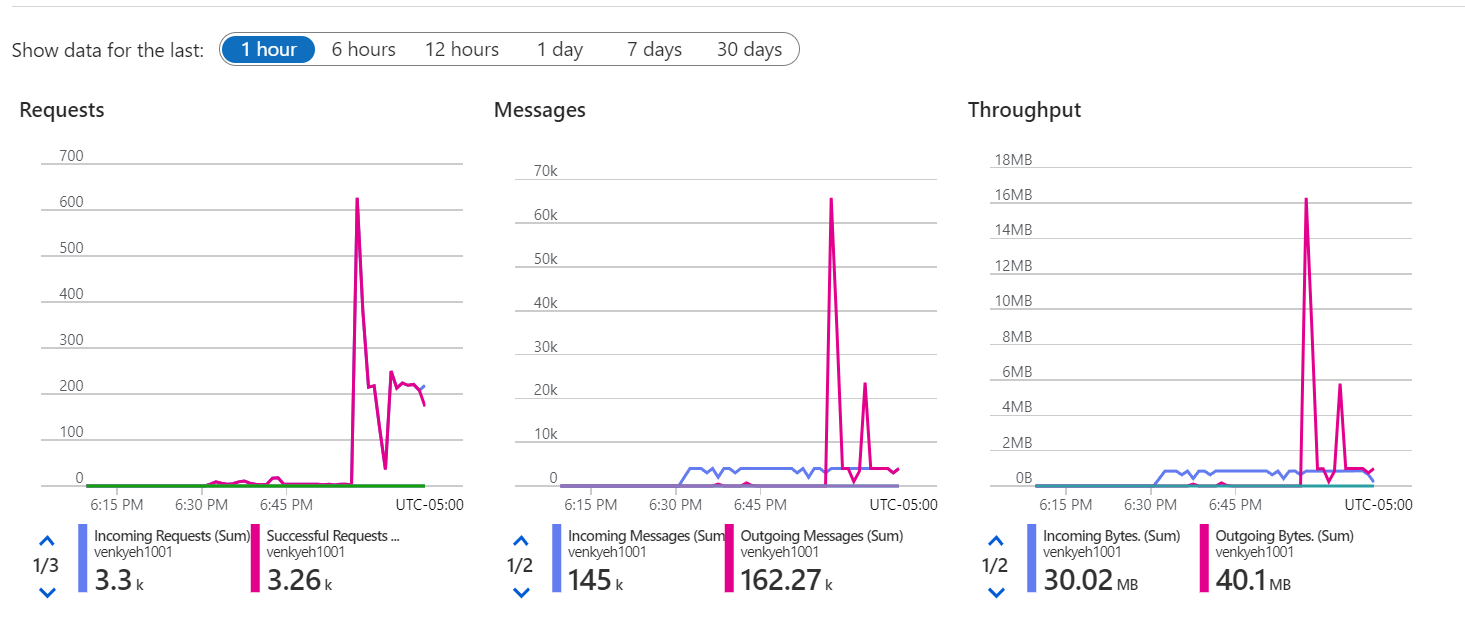 Show data for the last: 1 hour 6 hours 12 hours 1 day 7 days 30 days
Requests
700
600
500
400
300
200
100
0
6:15 PM 6:30 PM 6:45 PM UTC-05:00
1/3
Incoming Requests (Sum)
venkyeh1001
3.3 k
Successful Requests ...
venkyeh1001
3.26 k
Messages
70k
60k
50k
40k
30k
20k
10k
0
6:15 PM 6:30 PM 6:45 PM UTC-05:00
1/2
Incoming Messages (Sum
venkyeh1001
145 k
Outgoing Messages (Sum)
venkyeh1001
162.27 k
Throughput
18MB
16MB
14MB
12MB
10MB
8MB
6MB
4MB
2MB
0B
6:15 PM 6:30 PM 6:45 PM UTC-05:00
1/2
Incoming Bytes. (Sum)
venkyeh1001
30.02 MB
Outgoing Bytes. (Sum)
venkyeh1001
40.1 MB